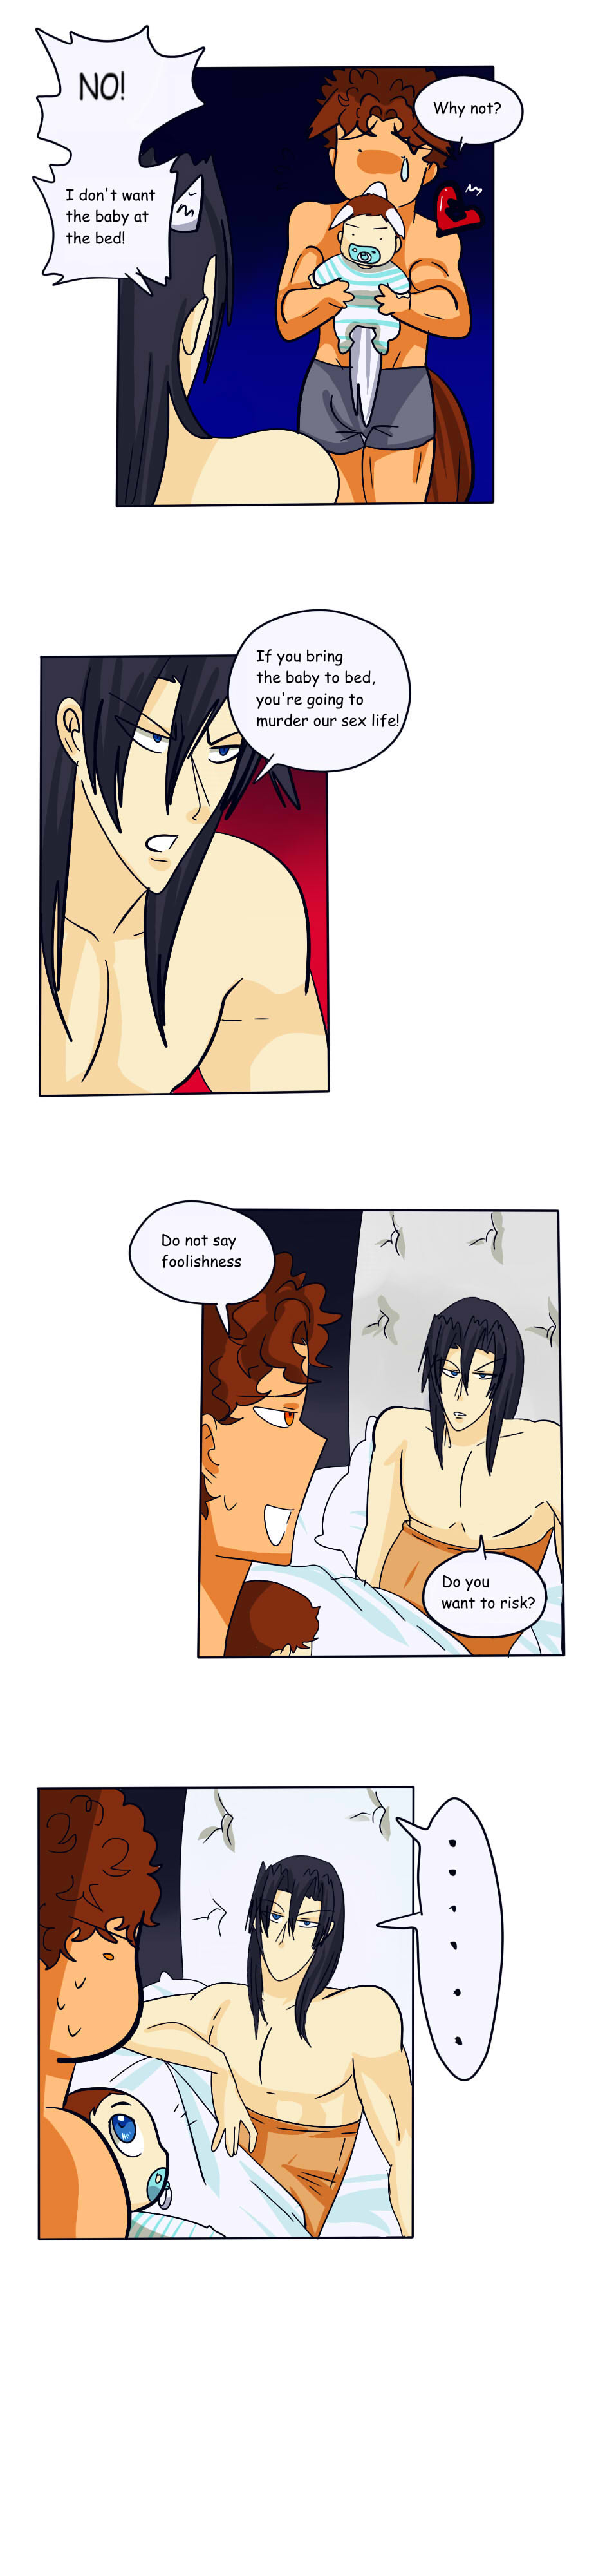 NO!
Why not?
I don't want
the baby at
the bed!
If you bring
the baby to bed,
you're going to
murder our sex life!
Do not say
foolishness
Do you
want to risk?
......